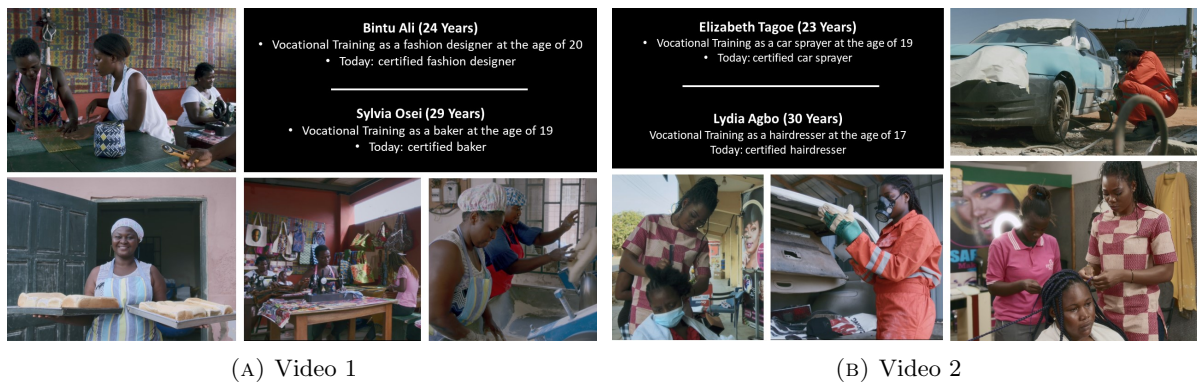 Bintu Ali (24 Years)
• Vocational Training as a fashion designer at the age of 20
• Today: certified fashion designer
Sylvia Osei (29 Years)
• Vocational Training as a baker at the age of 19
• Today: certified baker
Elizabeth Tagoe (23 Years)
• Vocational Training as a car sprayer at the age of 19
• Today: certified car sprayer
Lydia Agbo (30 Years)
Vocational Training as a hairdresser at the age of 17
Today: certified hairdresser
SAF
(A) Video 1
(B) Video 2